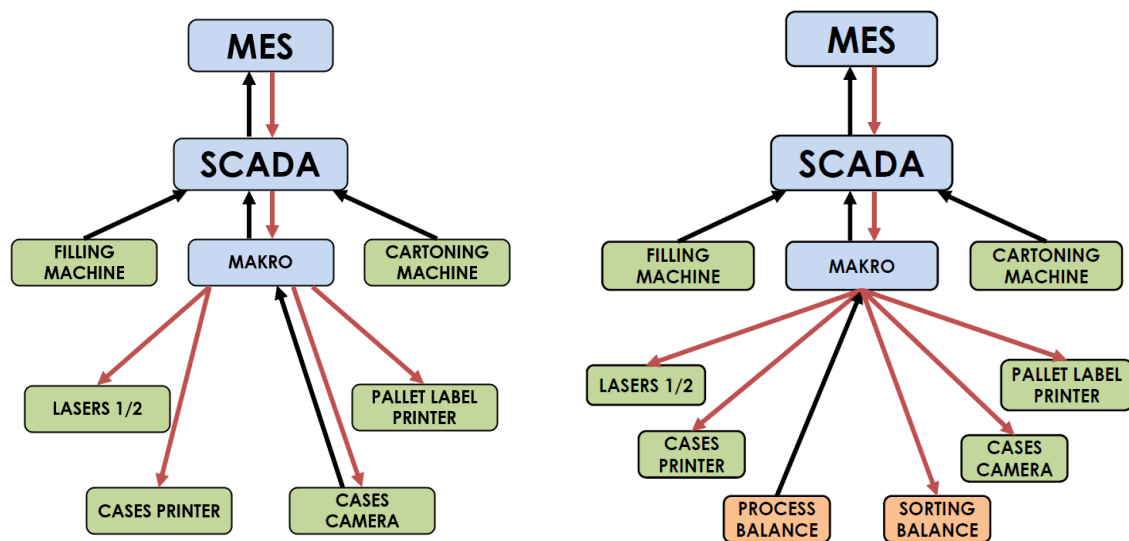 MES
SCADA
FILLING
MACHINE
MAKRO
CARTONING
MACHINE
LASERS 1/2
PALLET LABEL
PRINTER
CASES PRINTER
CASES
CAMERA
MES
SCADA
FILLING
MACHINE
MAKRO
CARTONING
MACHINE
LASERS 1/2
PALLET LABEL
PRINTER
CASES
PRINTER
CASES
CAMERA
PROCESS
BALANCE
SORTING
BALANCE